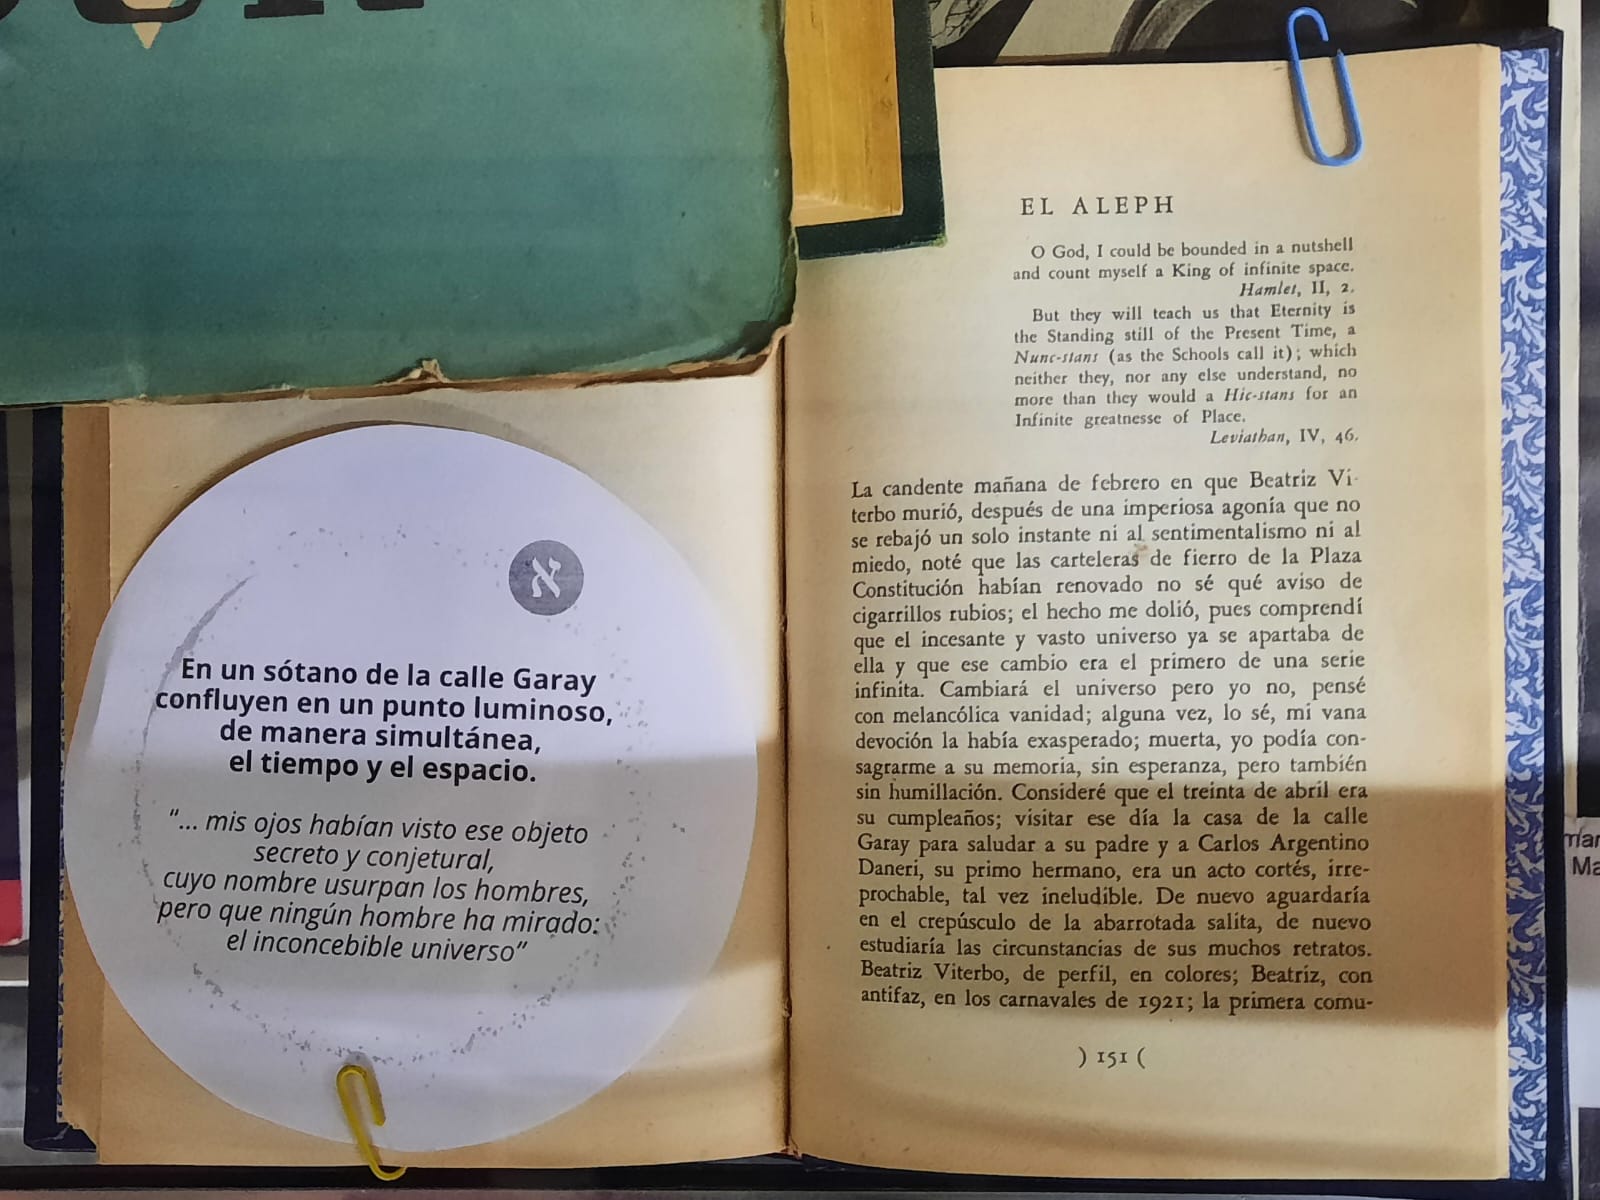 א
En un sótano de la calle Garay
confluyen en un punto luminoso,
de manera simultánea,
el tiempo y el espacio.
“... mis ojos habían visto ese objeto
secreto y conjetural,
cuyo nombre usurpan los hombres,
pero que ningún hombre ha mirado:
el inconcebible universo”
EL ALEPH
O God, I could be bounded in a nutshell
and count myself a King of infinite space.
Hamlet, II, 2.
But they will teach us that Eternity is
the Standing still of the Present Time, a
Nunc-stans (as the Schools call it); which
neither they, nor any else understand, no
more than they would a Hic-stans for an
Infinite greatnesse of Place.
Leviathan, IV, 46.
La candente mañana de febrero en que Beatriz Vi-
terbo murió, después de una imperiosa agonía que no
se rebajó un solo instante ni al sentimentalismo ni al
miedo, noté que las carteleras de fierro de la Plaza
Constitución habían renovado no sé qué aviso de
cigarrillos rubios; el hecho me dolió, pues comprendí
que el incesante y vasto universo ya se apartaba de
ella y que ese cambio era el primero de una serie
infinita. Cambiará el universo pero yo no, pensé
con melancólica vanidad; alguna vez, lo sé, mi vana
devoción la había exasperado; muerta, yo podía con-
sagrarme a su memoria, sin esperanza, pero también
sin humillación. Consideré que el treinta de abril era
su cumpleaños; visitar ese día la casa de la calle
Garay para saludar a su padre y a Carlos Argentino
Daneri, su primo hermano, era un acto cortés, irre-
prochable, tal vez ineludible. De nuevo aguardaría
en el crepúsculo de la abarrotada salita, de nuevo
estudiaría las circunstancias de sus muchos retratos.
Beatriz Viterbo, de perfil, en colores; Beatriz, con
antifaz, en los carnavales de 1921; la primera comu-
) 151 (